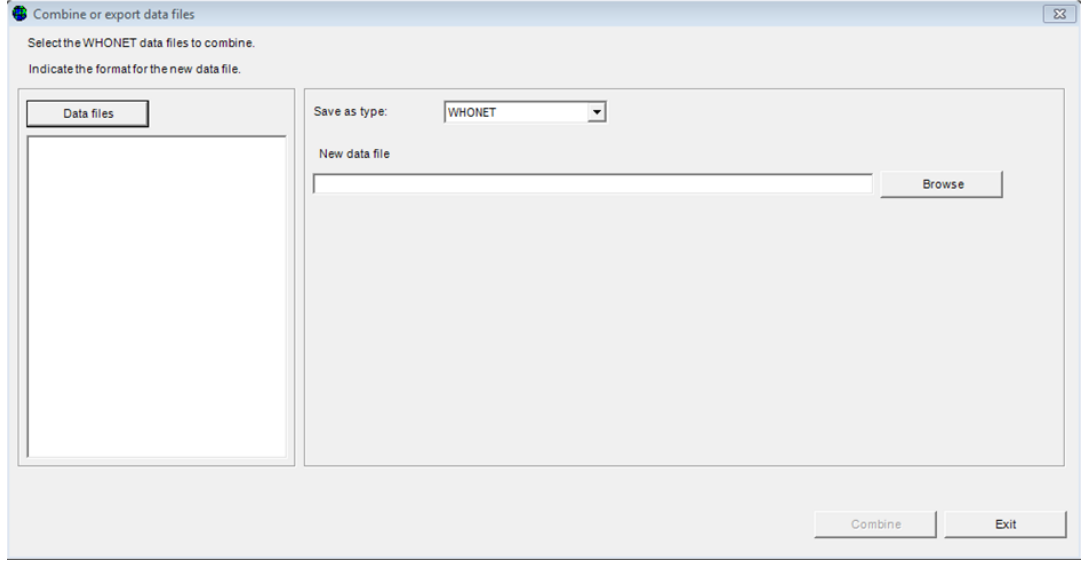 Combine or export data files
Select the WHONET data files to combine.
Indicate the format for the new data file.
Data files
Save as type: WHONET
New data file
Browse
Combine Exit